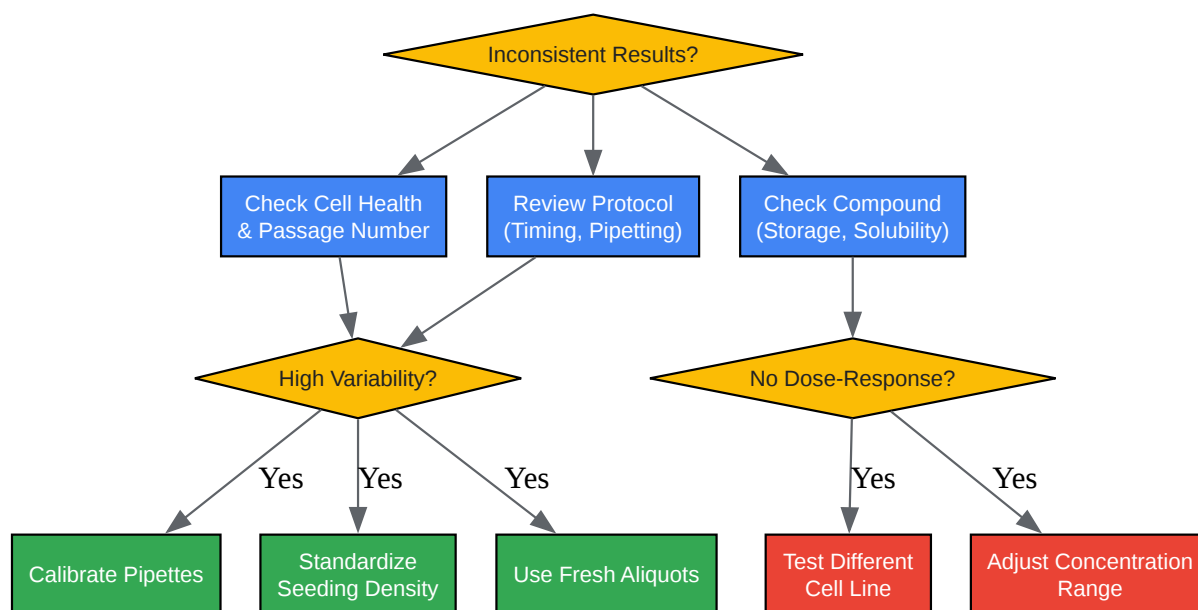 Inconsistent Results?
Check Cell Health
& Passage Number
Review Protocol
(Timing, Pipetting)
Check Compound
(Storage, Solubility)
High Variability?
No Dose-Response?
Yes
Yes
Yes
Yes
Yes
Calibrate Pipettes
Standardize
Seeding Density
Use Fresh Aliquots
Test Different
Cell Line
Adjust Concentration
Range